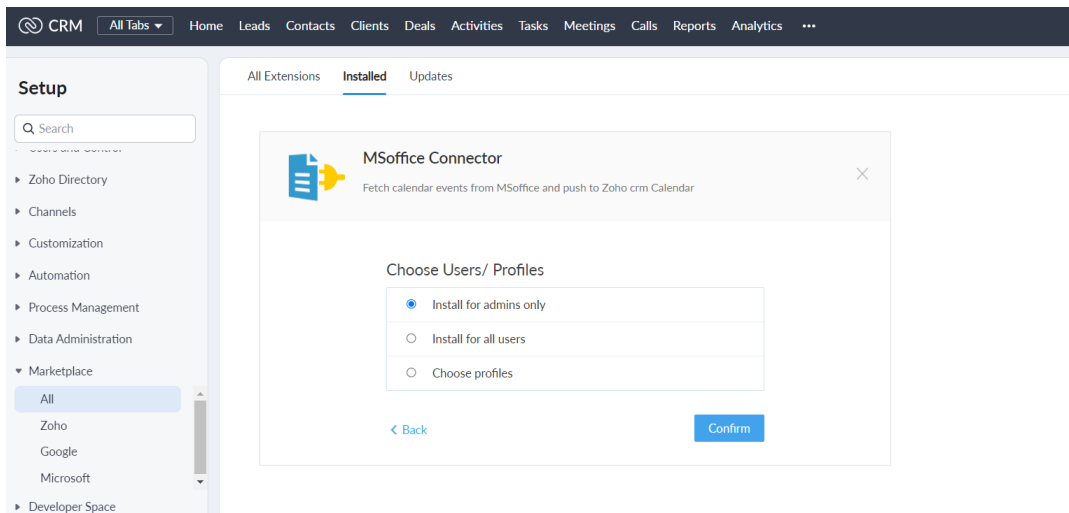 CRM All Tabs Home Leads Contacts Clients Deals Activities Tasks Meetings Calls Reports Analytics •••
Setup
Search
Users and Control
Zoho Directory
Channels
Customization
Automation
Process Management
Data Administration
Marketplace
All
Zoho
Google
Microsoft
Developer Space
All Extensions Installed Updates
MSoffice Connector
Fetch calendar events from MSoffice and push to Zoho crm Calendar
Choose Users/ Profiles
Install for admins only
Install for all users
Choose profiles
Back
Confirm